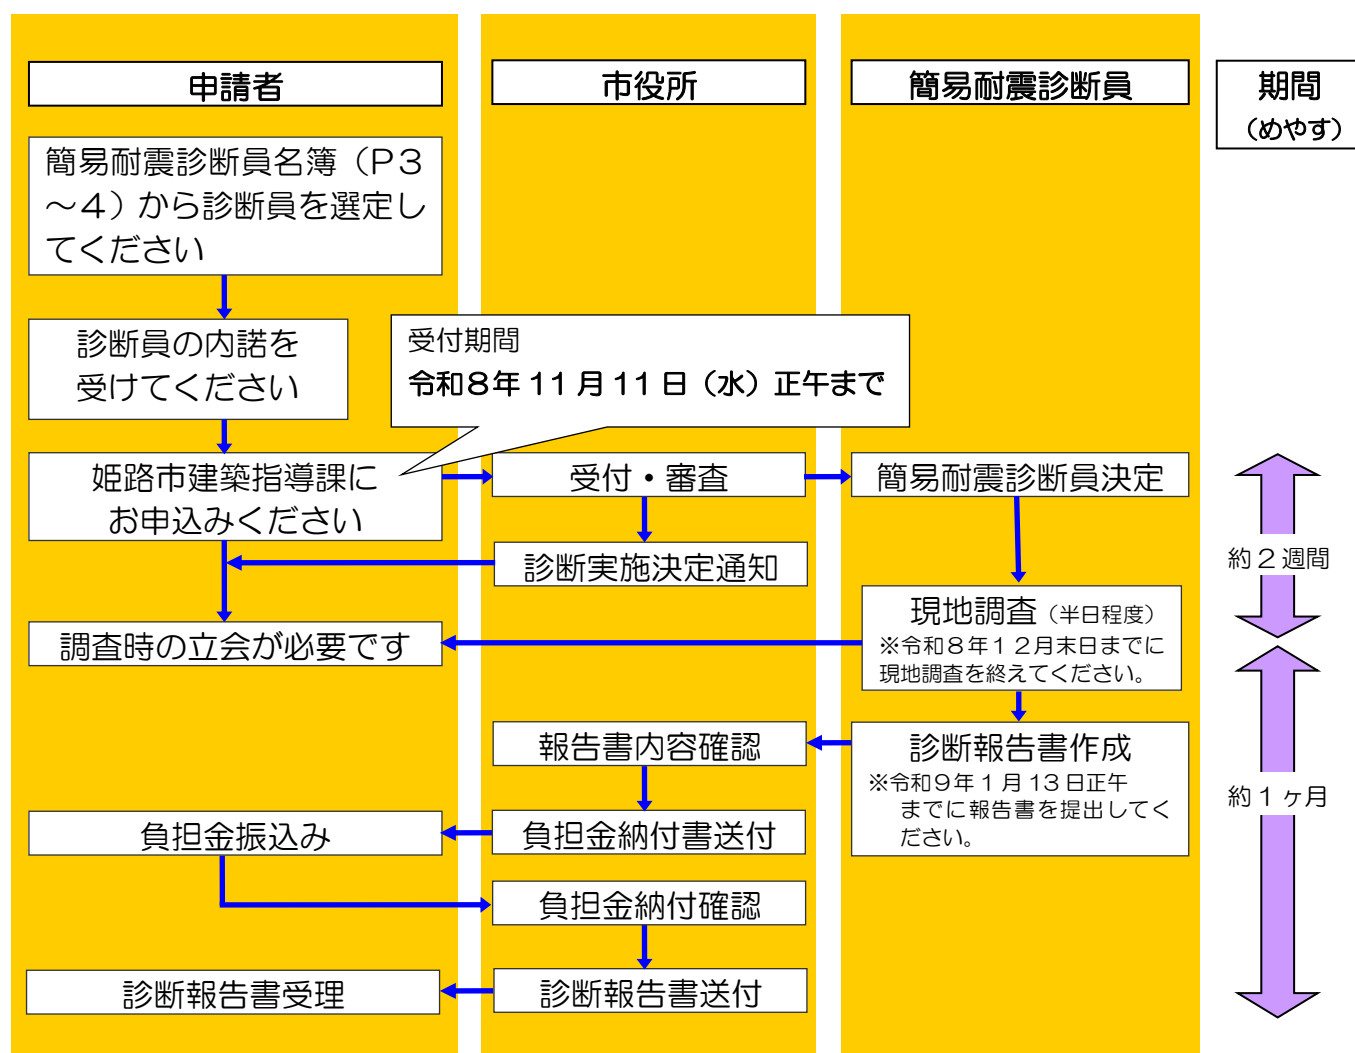 申請者
市役所
簡易耐震診断員
期間
（めやす）
簡易耐震診断員名簿（P３
～４）から診断員を選定し
てください
診断員の内諾を
受けてください
受付期間
令和８年 11 月 11 日（水）正午まで
姫路市建築指導課に
お申込みください
受付・審査
簡易耐震診断員決定
診断実施決定通知
約２週間
現地調査（半日程度）
※令和８年１２月末日までに
現地調査を終えてください。
調査時の立会が必要です
報告書内容確認
診断報告書作成
※令和９年１月 13 日正午
までに報告書を提出してく
ださい。
約１ヶ月
負担金納付書送付
負担金振込み
負担金納付確認
診断報告書送付
診断報告書受理